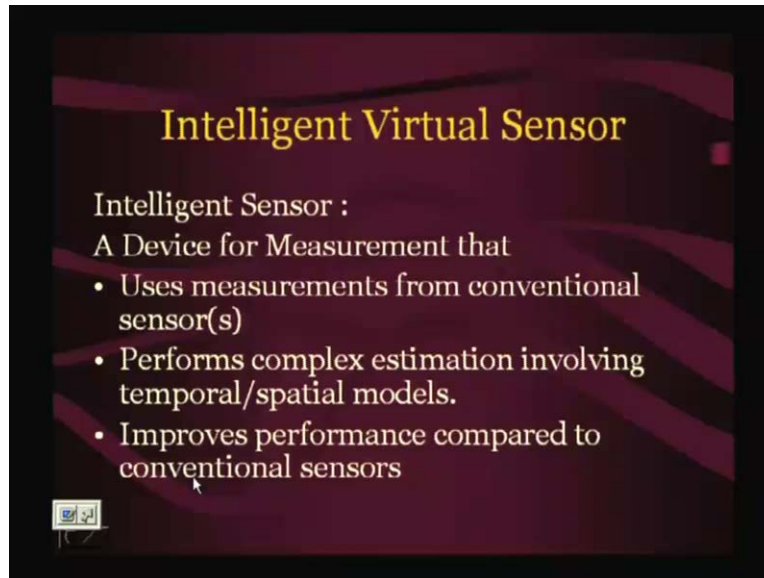 Intelligent Virtual Sensor
Intelligent Sensor :
A Device for Measurement that
• Uses measurements from conventional
sensor(s)
• Performs complex estimation involving
temporal/spatial models.
• Improves performance compared to
conventional sensors